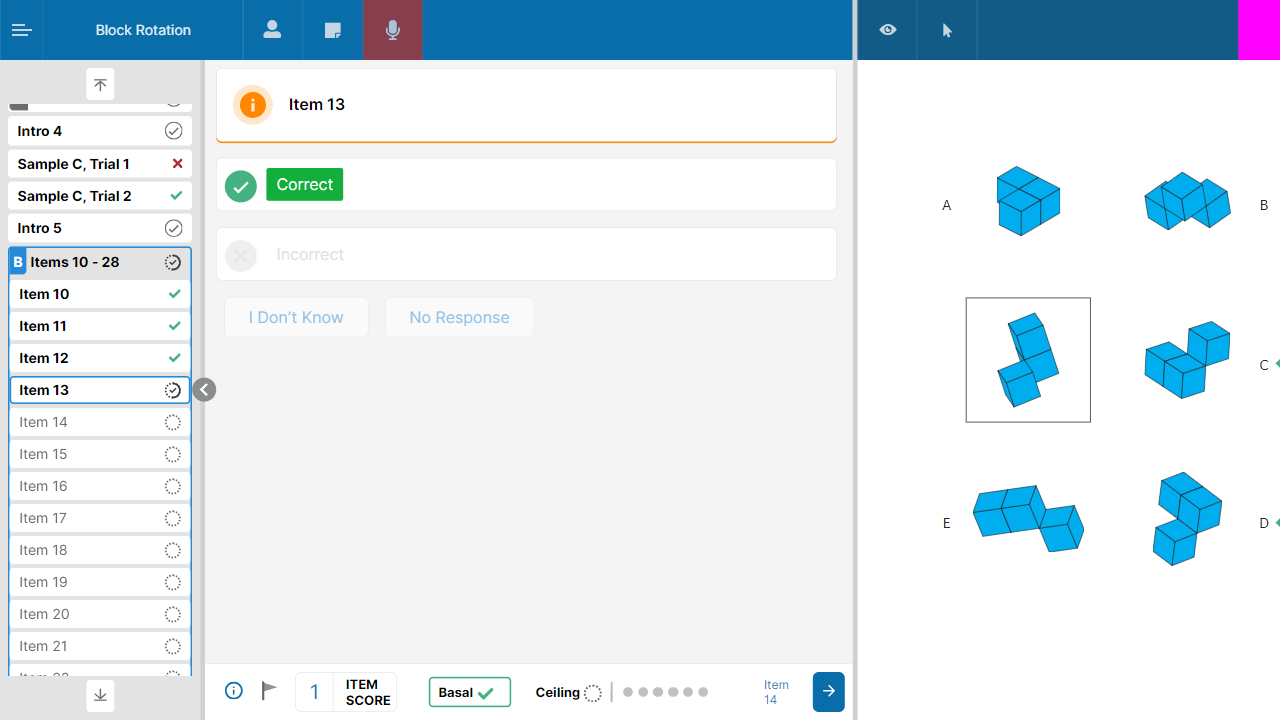 Block Rotation
Intro 4
Sample C, Trial 1
Sample C, Trial 2
Intro 5
B Items 10 - 28
Item 10
Item 11
Item 12
Item 13
Item 14
Item 15
Item 16
Item 17
Item 18
Item 19
Item 20
Item 21
Item 13
Correct
Incorrect
I Don't Know
No Response
1 ITEM SCORE
Basal
Ceiling
Item 14
A
B
C
E
D